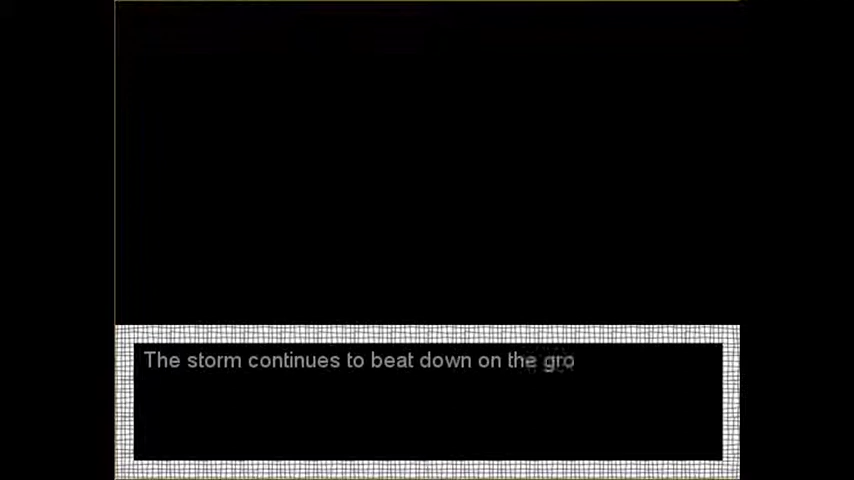 The storm continues to beat down on the gro